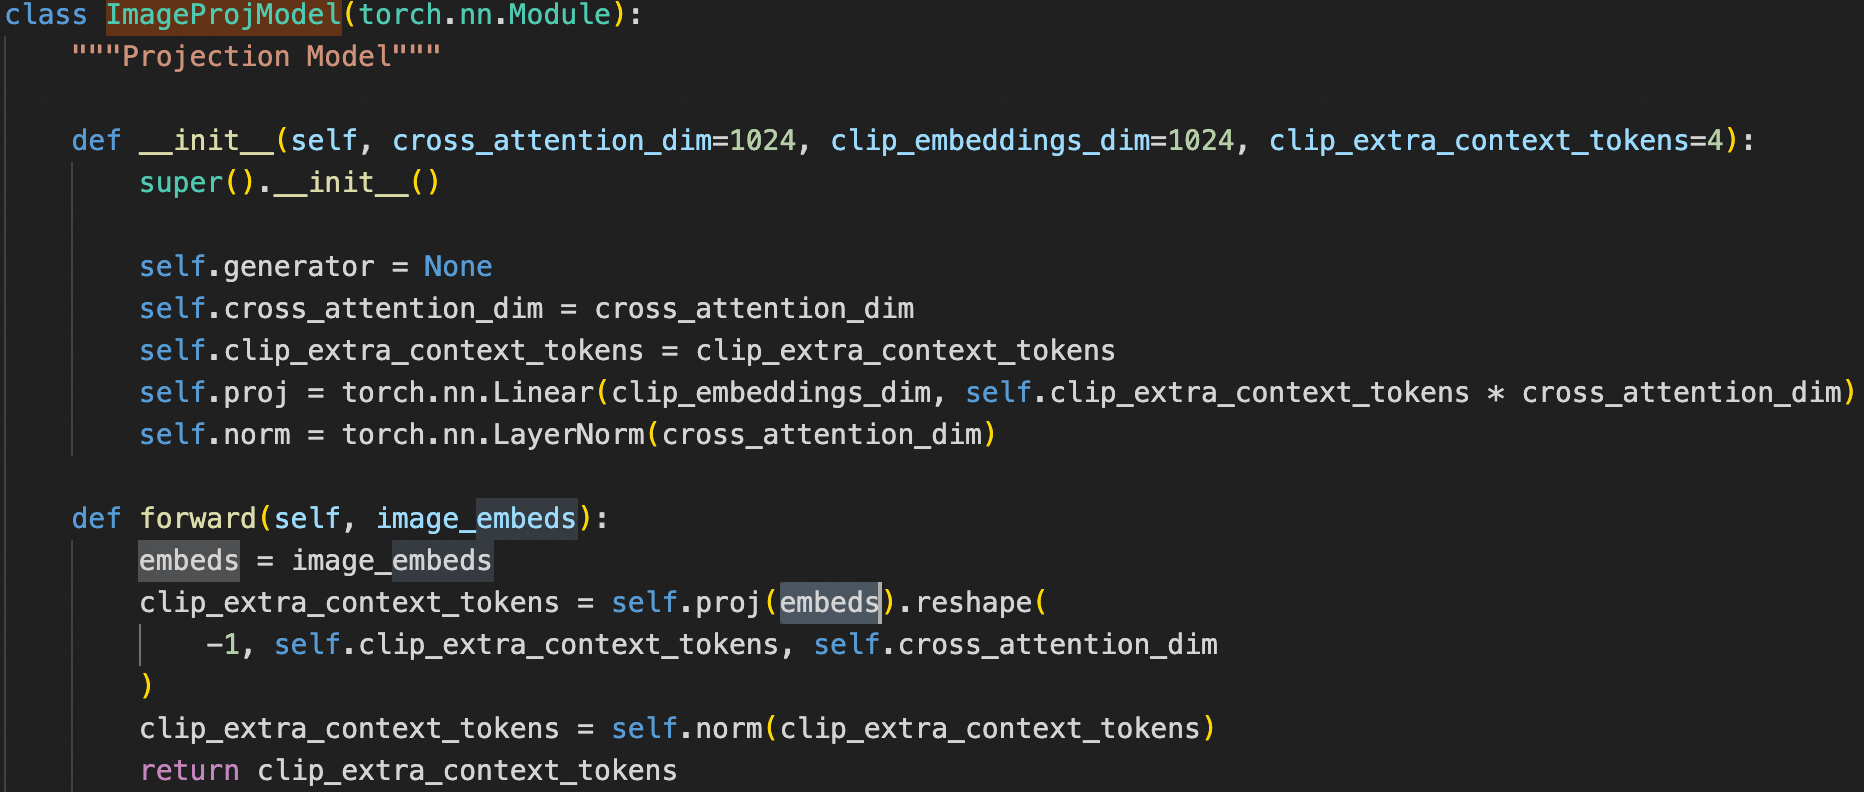 class ImageProjModel(torch.nn.Module):
    """Projection Model"""
    def __init__(self, cross_attention_dim=1024, clip_embeddings_dim=1024, clip_extra_context_tokens=4):
        super().__init__()
        self.generator = None
        self.cross_attention_dim = cross_attention_dim
        self.clip_extra_context_tokens = clip_extra_context_tokens
        self.proj = torch.nn.Linear(clip_embeddings_dim, self.clip_extra_context_tokens * cross_attention_dim)
        self.norm = torch.nn.LayerNorm(cross_attention_dim)
    def forward(self, image_embeds):
        embeds = image_embeds
        clip_extra_context_tokens = self.proj(embeds).reshape(
            -1, self.clip_extra_context_tokens, self.cross_attention_dim
        )
        clip_extra_context_tokens = self.norm(clip_extra_context_tokens)
        return clip_extra_context_tokens